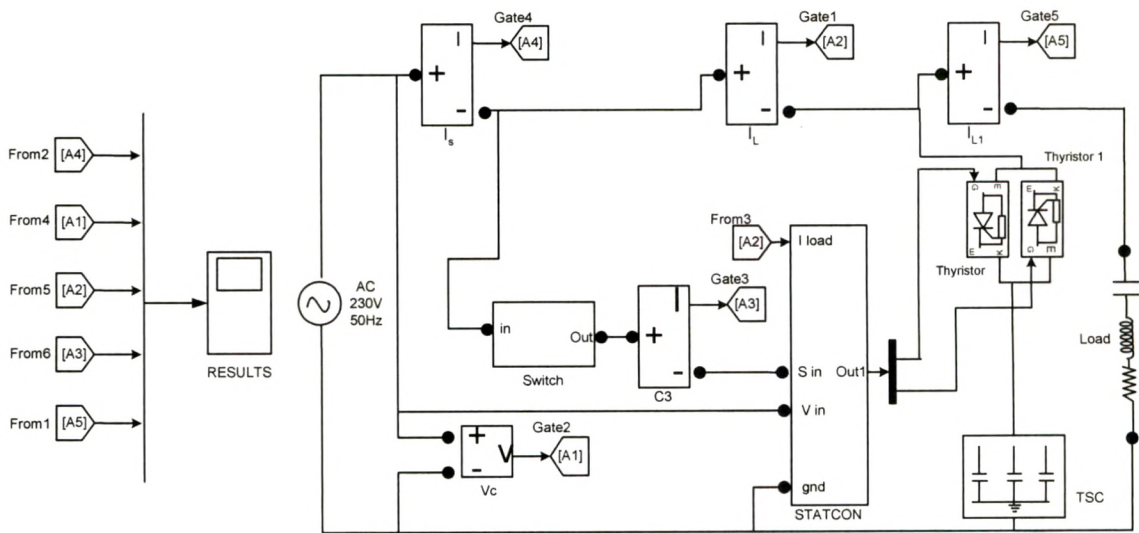 Gate4
[A4]
I
+
–
Is
Gate1
[A2]
I
+
–
IL
Gate5
[A5]
I
+
–
IL1
From2 [A4]
From4 [A1]
From5 [A2]
From6 [A3]
From1 [A5]
RESULTS
AC
230V
50Hz
in
Out
Switch
Gate3
[A3]
I
+
–
C3
+
–
V
Vc
Gate2
[A1]
From3
[A2]
I load
S in
Out1
V in
gnd
STATCON
Thyristor 1
G
E
m
K
Thyristor
K
m
G
E
Load
TSC